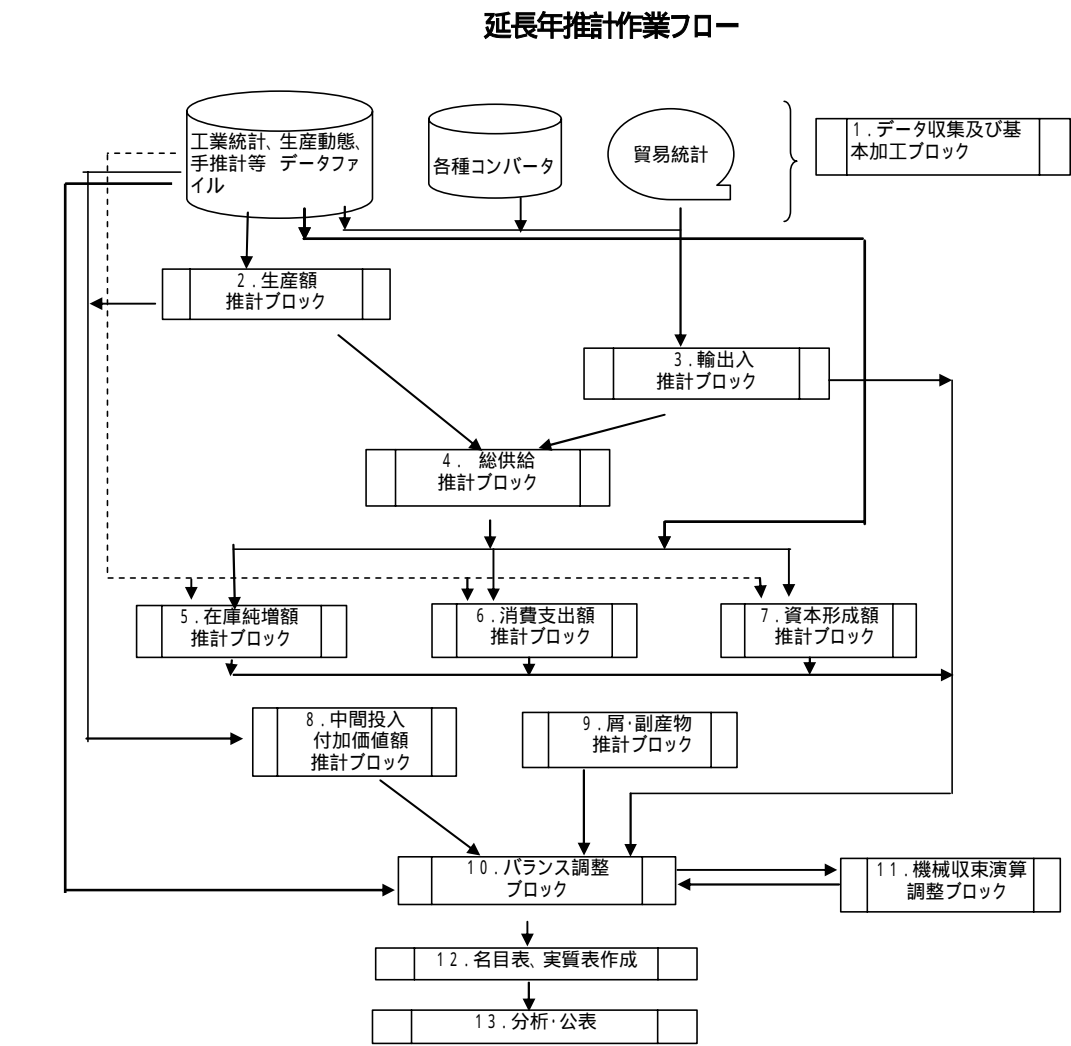 延長年推計作業フロー
工業統計、生産動態、
手推計等 データファ
イル
各種コンバータ
貿易統計
1.データ収集及び基
本加工ブロック
2.生産額
推計ブロック
3.輸出入
推計ブロック
4. 総供給
推計ブロック
5.在庫純増額
推計ブロック
6.消費支出額
推計ブロック
7.資本形成額
推計ブロック
8.中間投入
付加価値額
推計ブロック
9.屑・副産物
推計ブロック
10.バランス調整
ブロック
11.機械収束演算
調整ブロック
12.名目表、実質表作成
13.分析・公表